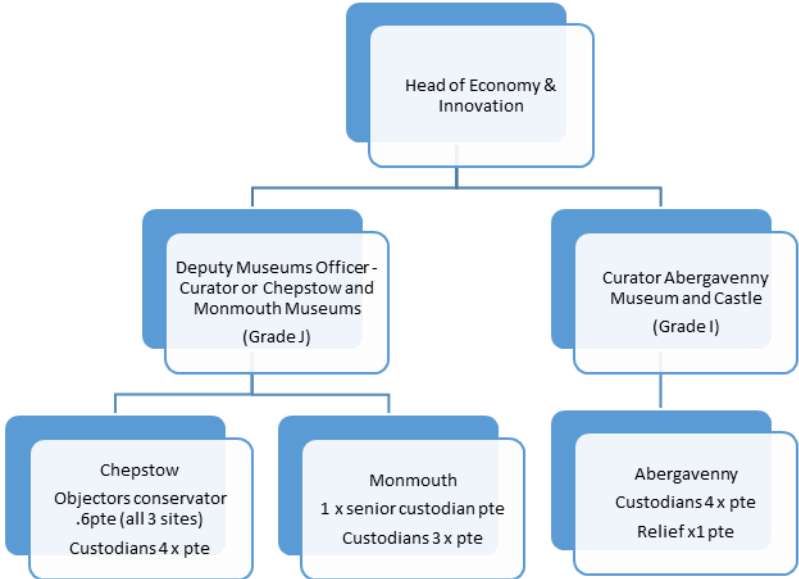 Head of Economy &
Innovation
Deputy Museums Officer -
Curator or Chepstow and
Monmouth Museums
(Grade J)
Curator Abergavenny
Museum and Castle
(Grade I)
Chepstow
Objectors conservator
.6pte (all 3 sites)
Custodians 4 x pte
Monmouth
1 x senior custodian pte
Custodians 3 x pte
Abergavenny
Custodians 4 x pte
Relief x1 pte